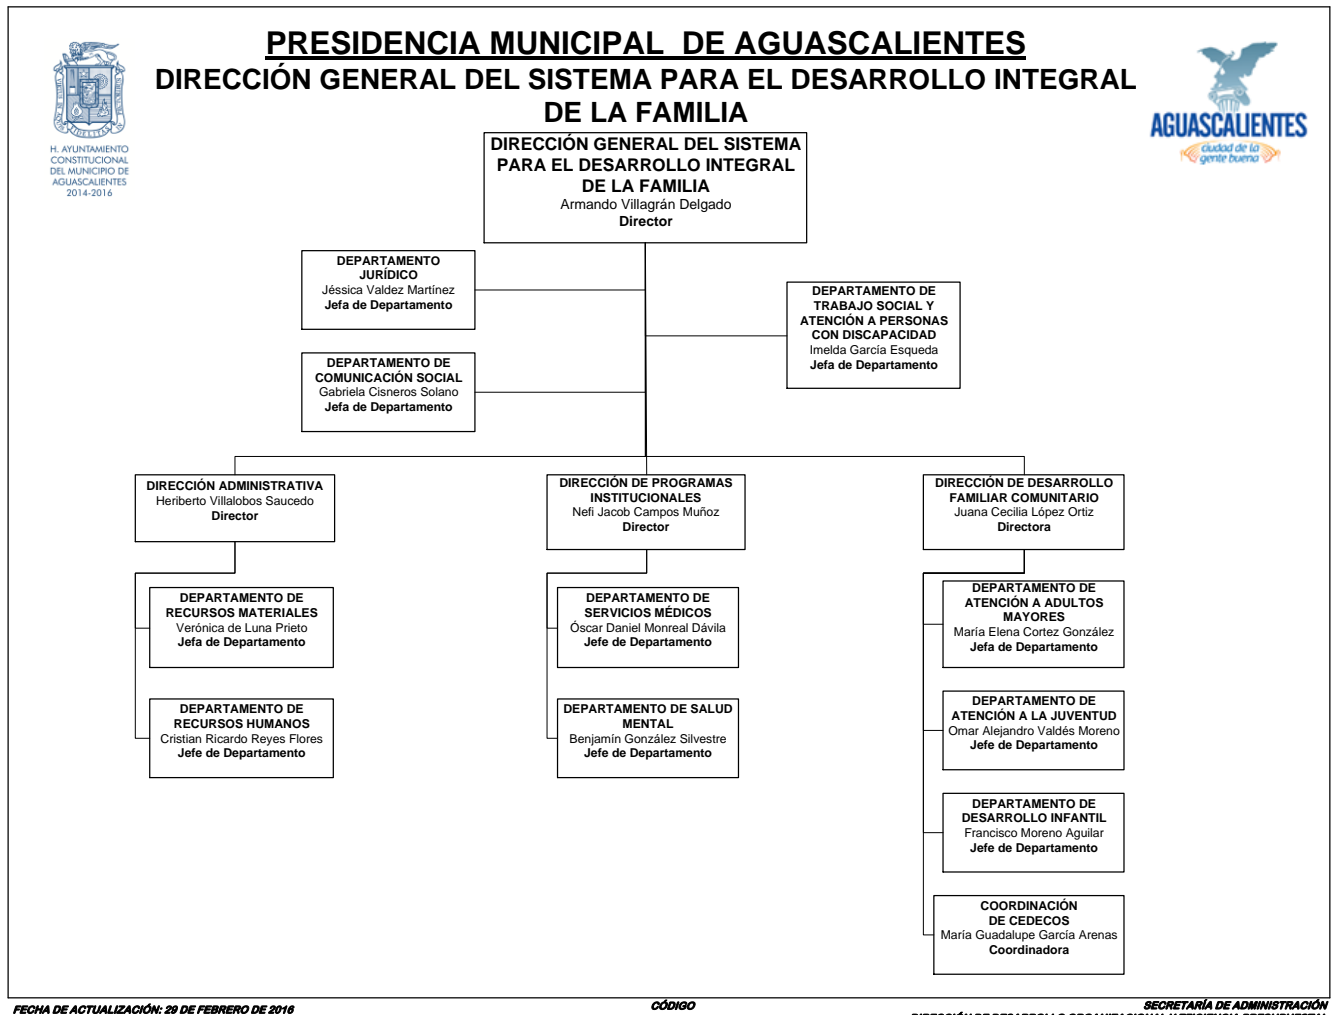 PRESIDENCIA MUNICIPAL DE AGUASCALIENTES
DIRECCIÓN GENERAL DEL SISTEMA PARA EL DESARROLLO INTEGRAL
DE LA FAMILIA
FIDELITAS
H. AYUNTAMIENTO
CONSTITUCIONAL
DEL MUNICIPIO DE
AGUASCALIENTES
2014-2016
AGUASCALIENTES
ciudad de la
gente buena
DIRECCIÓN GENERAL DEL SISTEMA
PARA EL DESARROLLO INTEGRAL
DE LA FAMILIA
Armando Villagrán Delgado
Director
DEPARTAMENTO
JURÍDICO
Jéssica Valdez Martínez
Jefa de Departamento
DEPARTAMENTO DE
TRABAJO SOCIAL Y
ATENCIÓN A PERSONAS
CON DISCAPACIDAD
Imelda García Esqueda
Jefa de Departamento
DEPARTAMENTO DE
COMUNICACIÓN SOCIAL
Gabriela Cisneros Solano
Jefa de Departamento
DIRECCIÓN ADMINISTRATIVA
Heriberto Villalobos Saucedo
Director
DIRECCIÓN DE PROGRAMAS
INSTITUCIONALES
Nefi Jacob Campos Muñoz
Director
DIRECCIÓN DE DESARROLLO
FAMILIAR COMUNITARIO
Juana Cecilia López Ortiz
Directora
DEPARTAMENTO DE
RECURSOS MATERIALES
Verónica de Luna Prieto
Jefa de Departamento
DEPARTAMENTO DE
SERVICIOS MÉDICOS
Óscar Daniel Monreal Dávila
Jefe de Departamento
DEPARTAMENTO DE
ATENCIÓN A ADULTOS
MAYORES
María Elena Cortez González
Jefa de Departamento
DEPARTAMENTO DE
RECURSOS HUMANOS
Cristian Ricardo Reyes Flores
Jefe de Departamento
DEPARTAMENTO DE SALUD
MENTAL
Benjamín González Silvestre
Jefe de Departamento
DEPARTAMENTO DE
ATENCIÓN A LA JUVENTUD
Omar Alejandro Valdés Moreno
Jefe de Departamento
DEPARTAMENTO DE
DESARROLLO INFANTIL
Francisco Moreno Aguilar
Jefe de Departamento
COORDINACIÓN
DE CEDECOS
María Guadalupe García Arenas
Coordinadora
FECHA DE ACTUALIZACIÓN: 29 DE FEBRERO DE 2016
CÓDIGO
SECRETARÍA DE ADMINISTRACIÓN
DIRECCIÓN DE DESARROLLO ORGANIZACIONAL Y EFICIENCIA PRESUPUESTAL